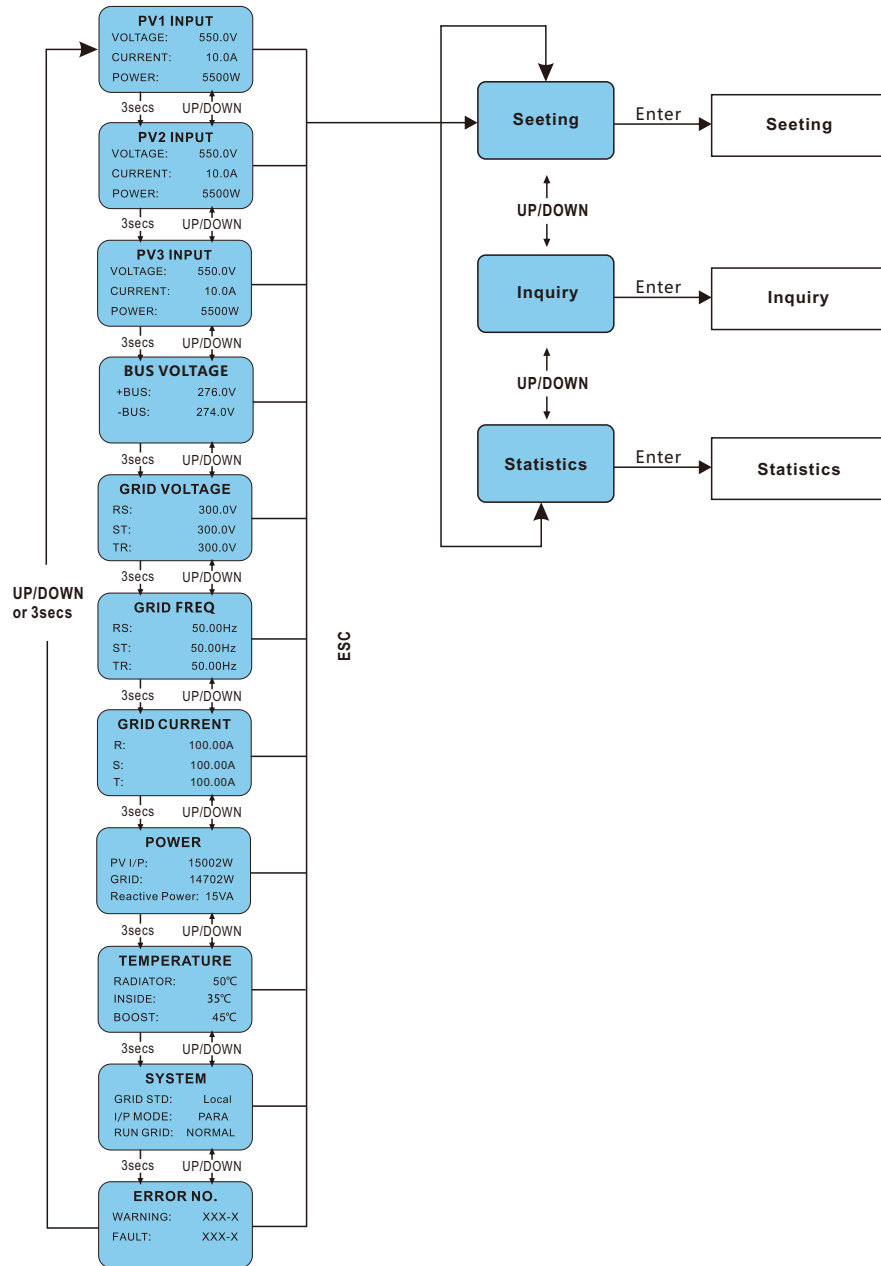 PV1 INPUT
VOLTAGE: 550.0V
CURRENT: 10.0A
POWER: 5500W
3secs UP/DOWN
PV2 INPUT
VOLTAGE: 550.0V
CURRENT: 10.0A
POWER: 5500W
3secs UP/DOWN
PV3 INPUT
VOLTAGE: 550.0V
CURRENT: 10.0A
POWER: 5500W
3secs UP/DOWN
BUS VOLTAGE
+BUS: 276.0V
-BUS: 274.0V
3secs UP/DOWN
GRID VOLTAGE
RS: 300.0V
ST: 300.0V
TR: 300.0V
3secs UP/DOWN
GRID FREQ
RS: 50.00Hz
ST: 50.00Hz
TR: 50.00Hz
3secs UP/DOWN
GRID CURRENT
R: 100.00A
S: 100.00A
T: 100.00A
3secs UP/DOWN
POWER
PV I/P: 15002W
GRID: 14702W
Reactive Power: 15VA
3secs UP/DOWN
TEMPERATURE
RADIATOR: 50℃
INSIDE: 35℃
BOOST: 45℃
3secs UP/DOWN
SYSTEM
GRID STD: Local
I/P MODE: PARA
RUN GRID: NORMAL
3secs UP/DOWN
ERROR NO.
WARNING: XXX-X
FAULT: XXX-X
UP/DOWN
or 3secs
ESC
Seeting
Enter
Seeting
UP/DOWN
Inquiry
Enter
Inquiry
UP/DOWN
Statistics
Enter
Statistics